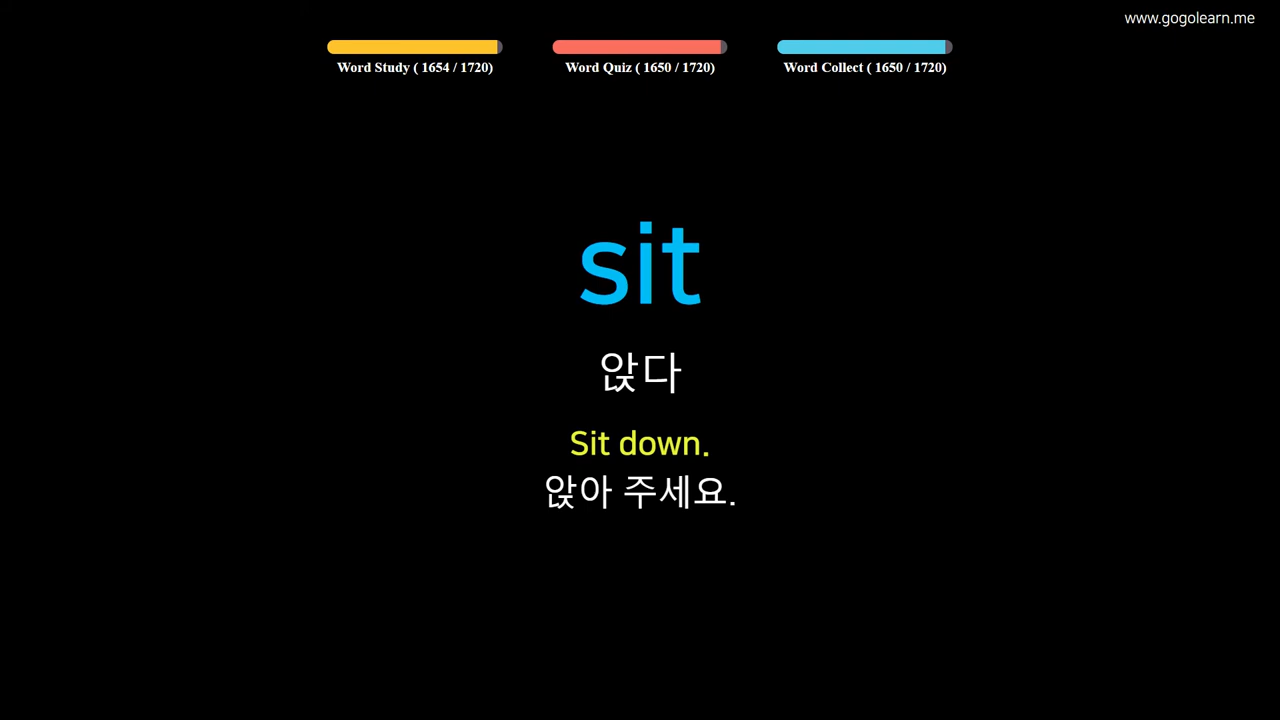 www.gogolearn.me
Word Study ( 1654 / 1720)
Word Quiz ( 1650 / 1720)
Word Collect ( 1650 / 1720)
sit
앉다
Sit down.
앉아 주세요.